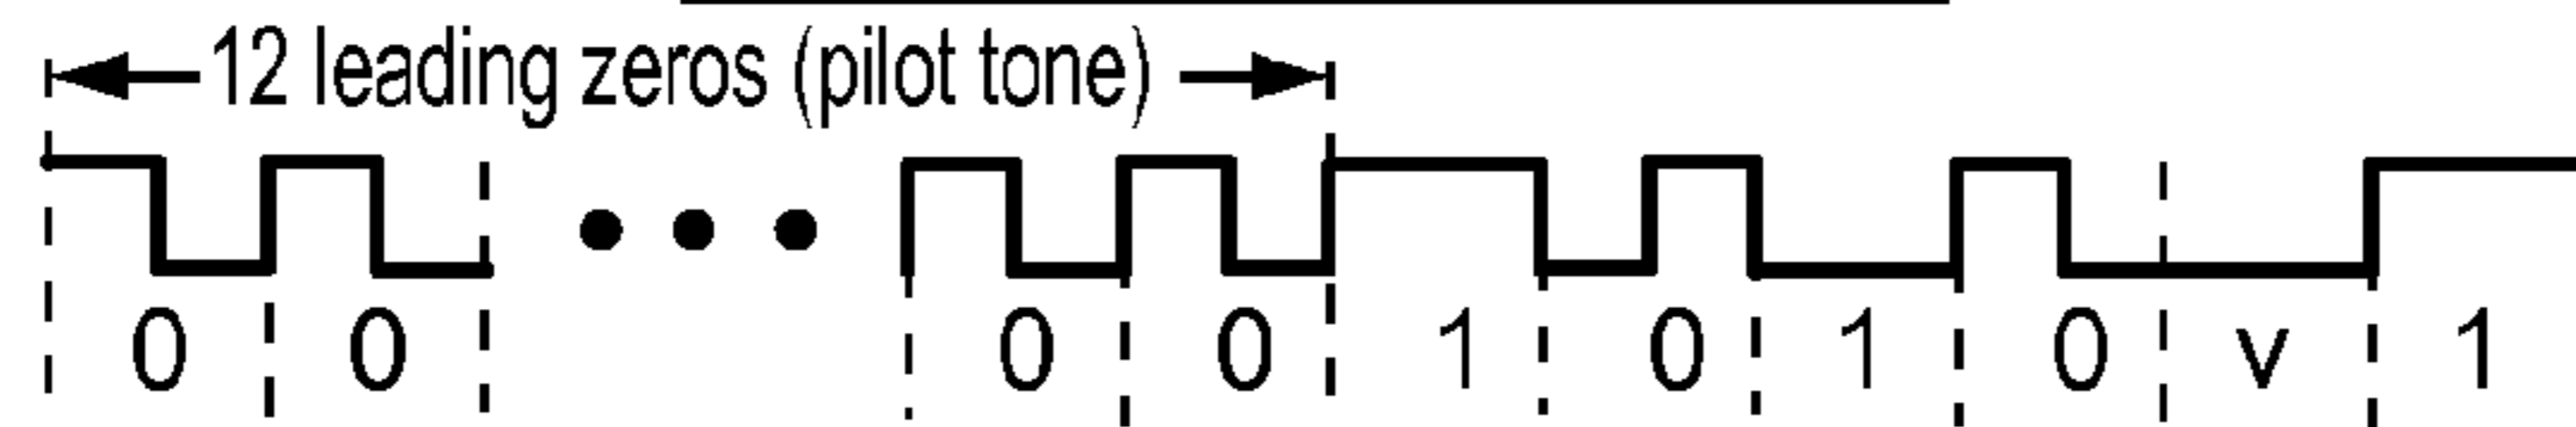 12 leading zeros (pilot tone)
0 0 0 0 1 0 1 0 v 1